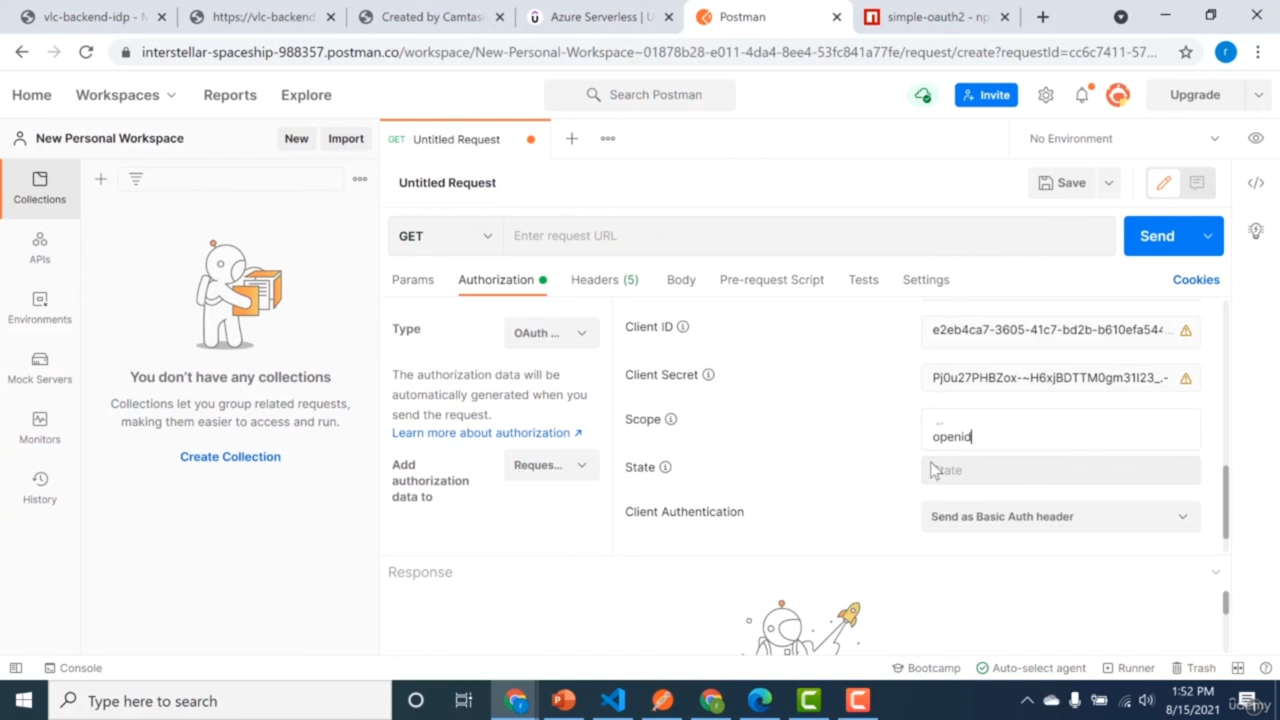 vlc-backend-idp - M
https://vlc-backend
Created by Camtas
Azure Serverless | U
Postman
simple-oauth2 - np
interstellar-spaceship-988357.postman.co/workspace/New-Personal-Workspace~01878b28-e011-4da4-8ee4-53fc841a77fe/request/create?requestId=cc6c7411-57...
r
Home
Workspaces
Reports
Explore
Search Postman
Invite
Upgrade
New Personal Workspace
New
Import
GET Untitled Request
No Environment
Collections
Untitled Request
Save
APIs
GET
Enter request URL
Send
Params
Authorization
Headers (5)
Body
Pre-request Script
Tests
Settings
Cookies
Environments
Mock Servers
Monitors
History
You don't have any collections
Collections let you group related requests,
making them easier to access and run.
Create Collection
Type
OAuth ...
The authorization data will be
automatically generated when you
send the request.
Learn more about authorization ↗
Add
authorization
data to
Reques...
Client ID
e2eb4ca7-3605-41c7-bd2b-b610efa544...
Client Secret
Pj0u27PHBZox-~H6xjBDTTM0gm31I23_.-
Scope
openid
State
State
Client Authentication
Send as Basic Auth header
Response
Console
Bootcamp
Auto-select agent
Runner
Trash
Type here to search
1:52 PM
8/15/2021
udemy